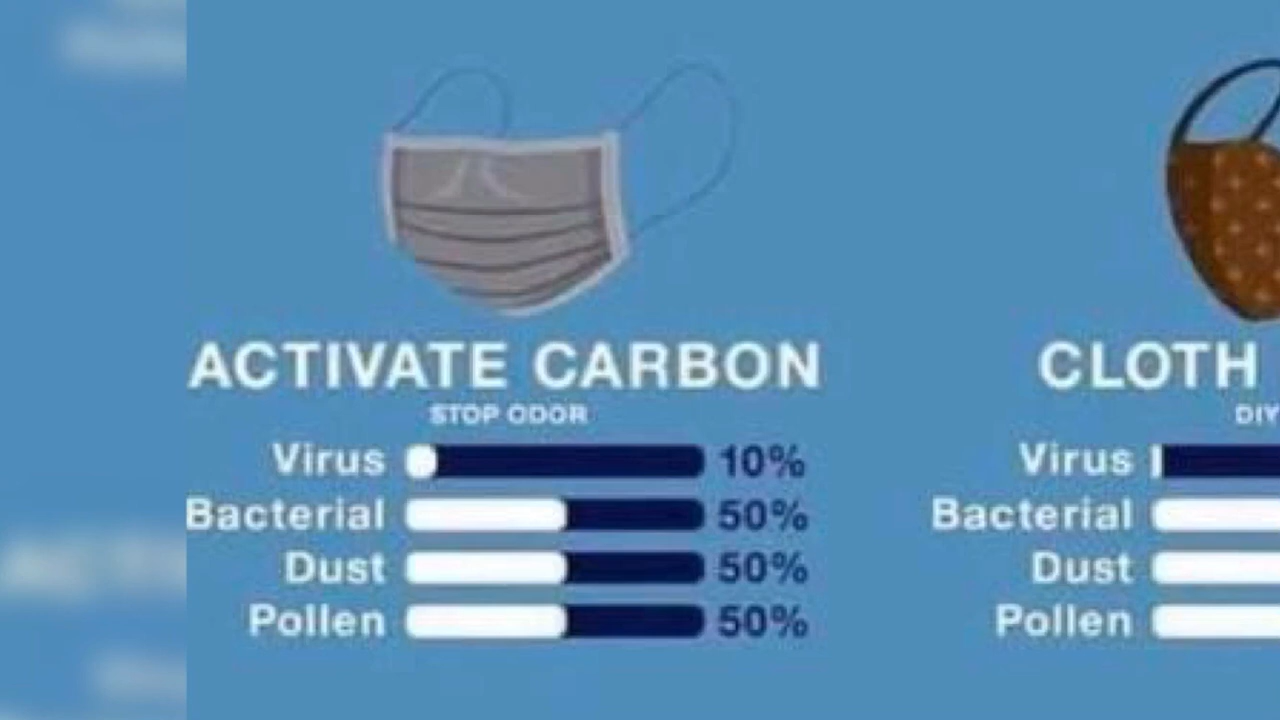 ACTIVATE CARBON
STOP ODOR
Virus 10%
Bacterial 50%
Dust 50%
Pollen 50%
CLOTH
DIY
Virus
Bacterial
Dust
Pollen